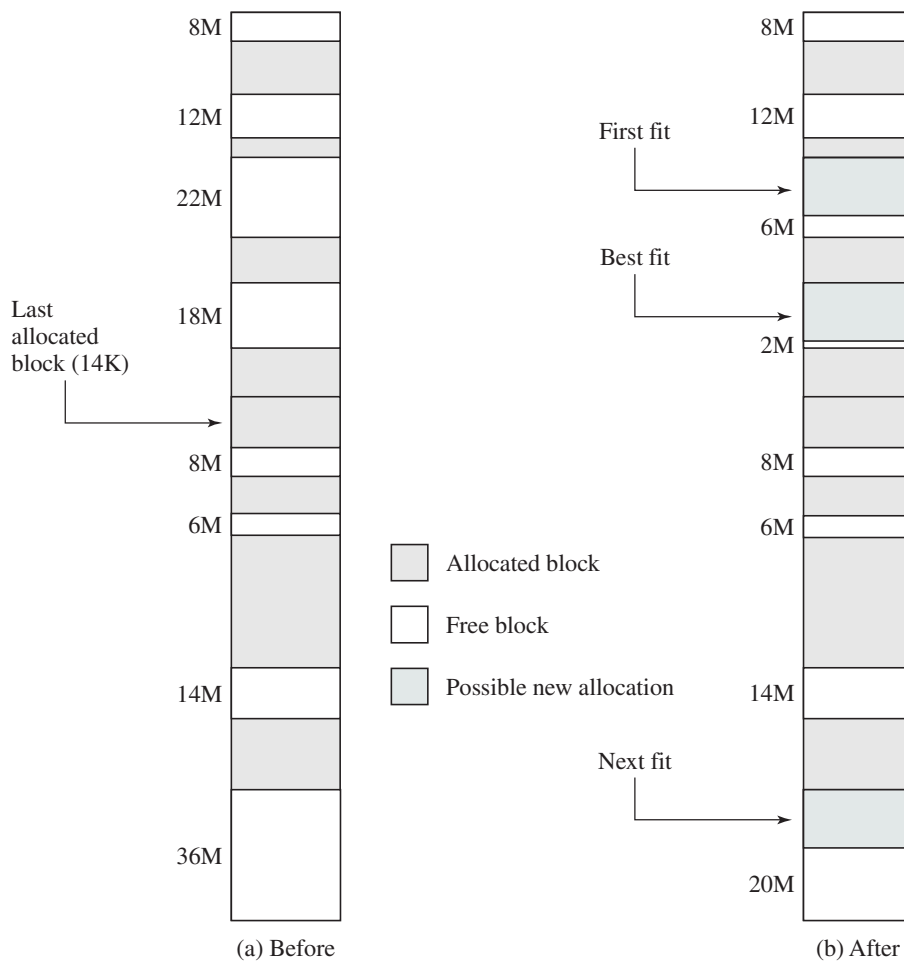 8M
12M
22M
18M
Last
allocated
block (14K)
8M
6M
14M
36M
(a) Before
Allocated block
Free block
Possible new allocation
8M
12M
First fit
6M
Best fit
2M
8M
6M
14M
Next fit
20M
(b) After